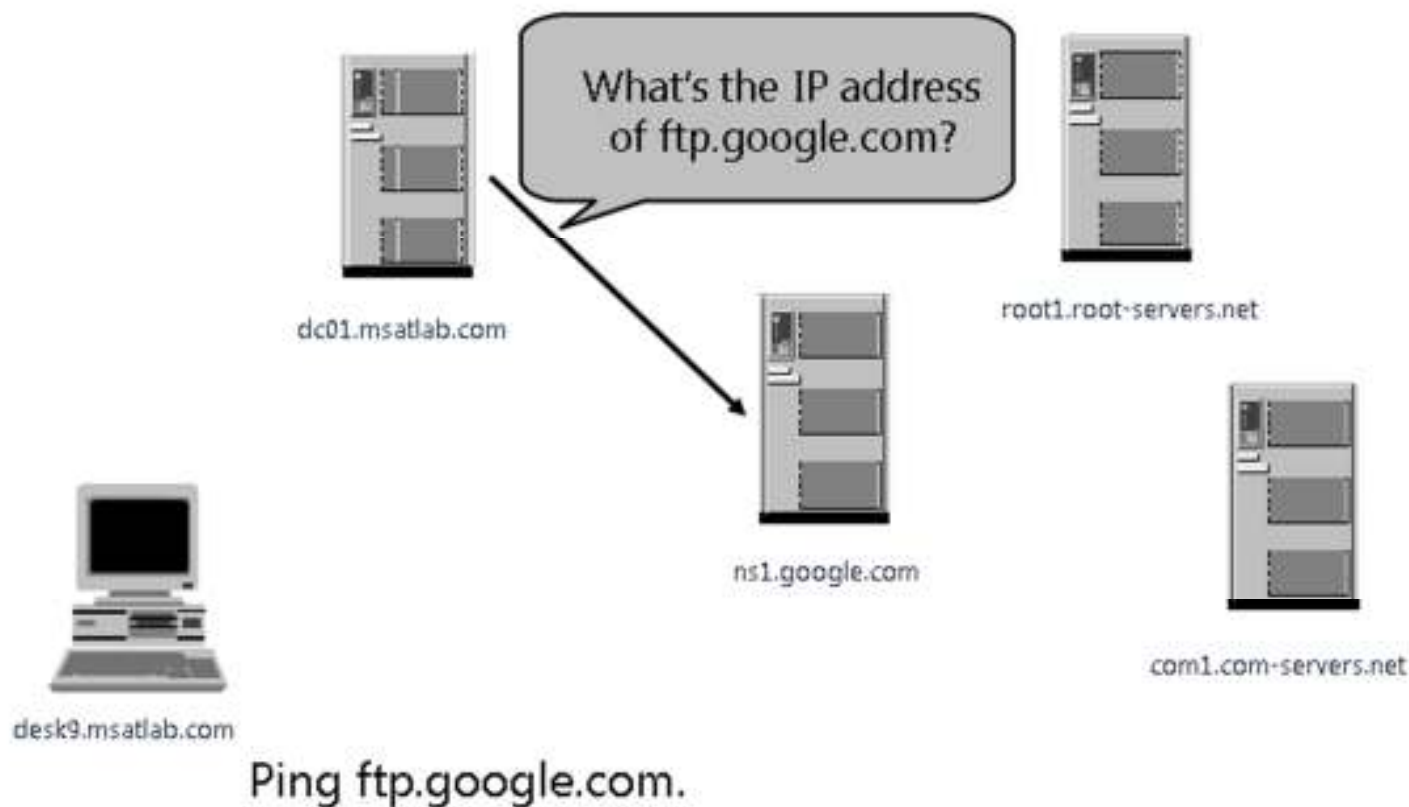 What's the IP address
of ftp.google.com?
dc01.msatlab.com
root1.root-servers.net
ns1.google.com
com1.com-servers.net
desk9.msatlab.com
Ping ftp.google.com.